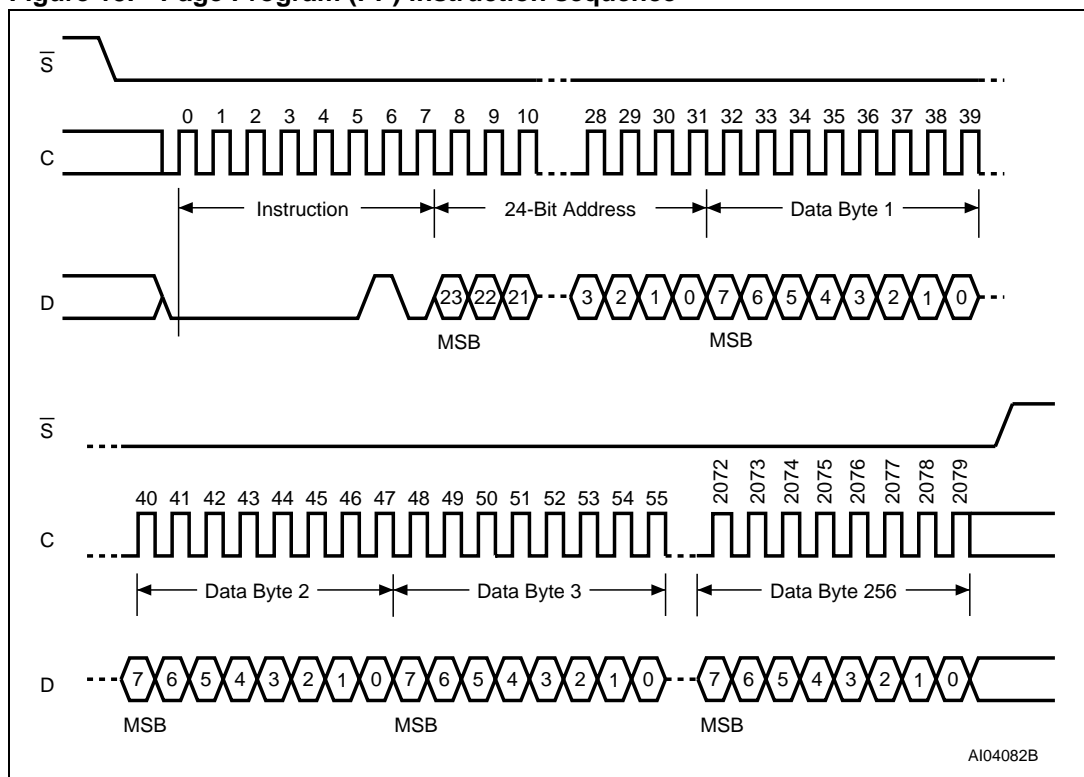 Page Program (PP) instruction sequence
S
0 1 2 3 4 5 6 7 8 9 10 28 29 30 31 32 33 34 35 36 37 38 39
C
Instruction 24-Bit Address Data Byte 1
D 23 22 21 3 2 1 0 7 6 5 4 3 2 1 0
MSB MSB
S
40 41 42 43 44 45 46 47 48 49 50 51 52 53 54 55 2072 2073 2074 2075 2076 2077 2078 2079
C
Data Byte 2 Data Byte 3 Data Byte 256
D 7 6 5 4 3 2 1 0 7 6 5 4 3 2 1 0 7 6 5 4 3 2 1 0
MSB MSB MSB
AI04082B